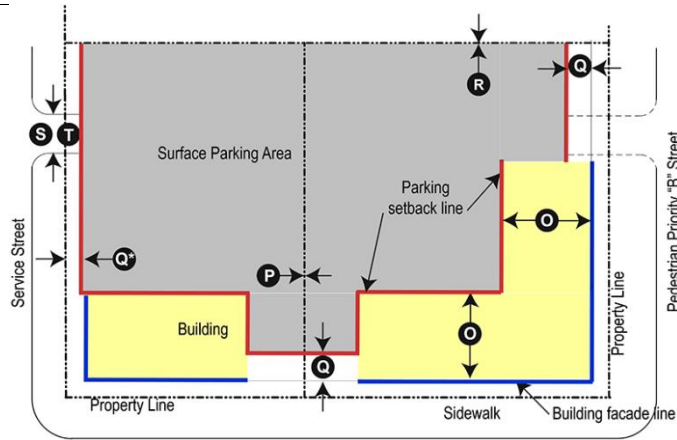 R
Q
S T
Surface Parking Area
Parking
setback line
O
Service Street
Q*
P
Pedestrian Priority "B" Street
Building
O
Q
Property Line
Property Line
Sidewalk
Building facade line